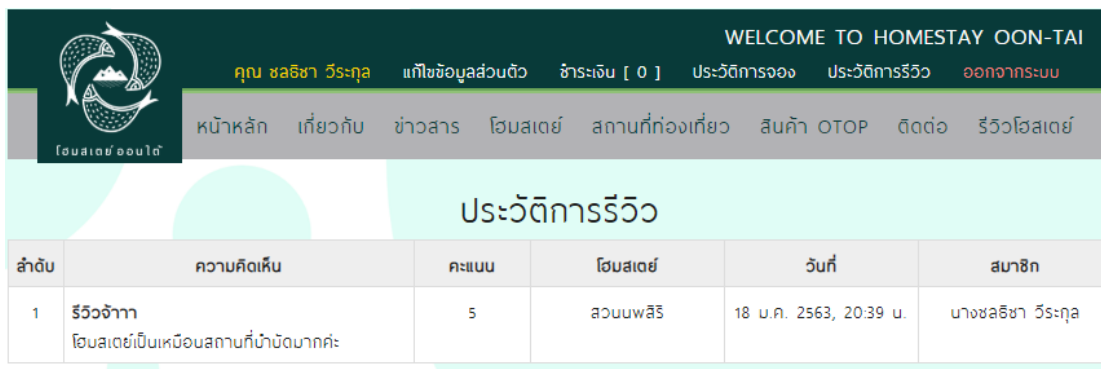 WELCOME TO HOMESTAY OON-TAI
คุณ ชลธิชา วีระกุล แก้ไขข้อมูลส่วนตัว ชำระเงิน [ 0 ] ประวัติการจอง ประวัติการรีวิว ออกจากระบบ
หน้าหลัก เกี่ยวกับ ข่าวสาร โฮมสเตย์ สถานที่ท่องเที่ยว สินค้า OTOP ติดต่อ รีวิวโฮสเตย์
โฮมสเตย์ออนใต้
ประวัติการรีวิว
ลำดับ ความคิดเห็น คะแนน โฮมสเตย์ วันที่ สมาชิก
1 รีวิวจ้าาา 5 สวนนพสิริ 18 ม.ค. 2563, 20:39 น. นางชลธิชา วีระกุล
โฮมสเตย์เป็นเหมือนสถานที่บำบัดมากค่ะ